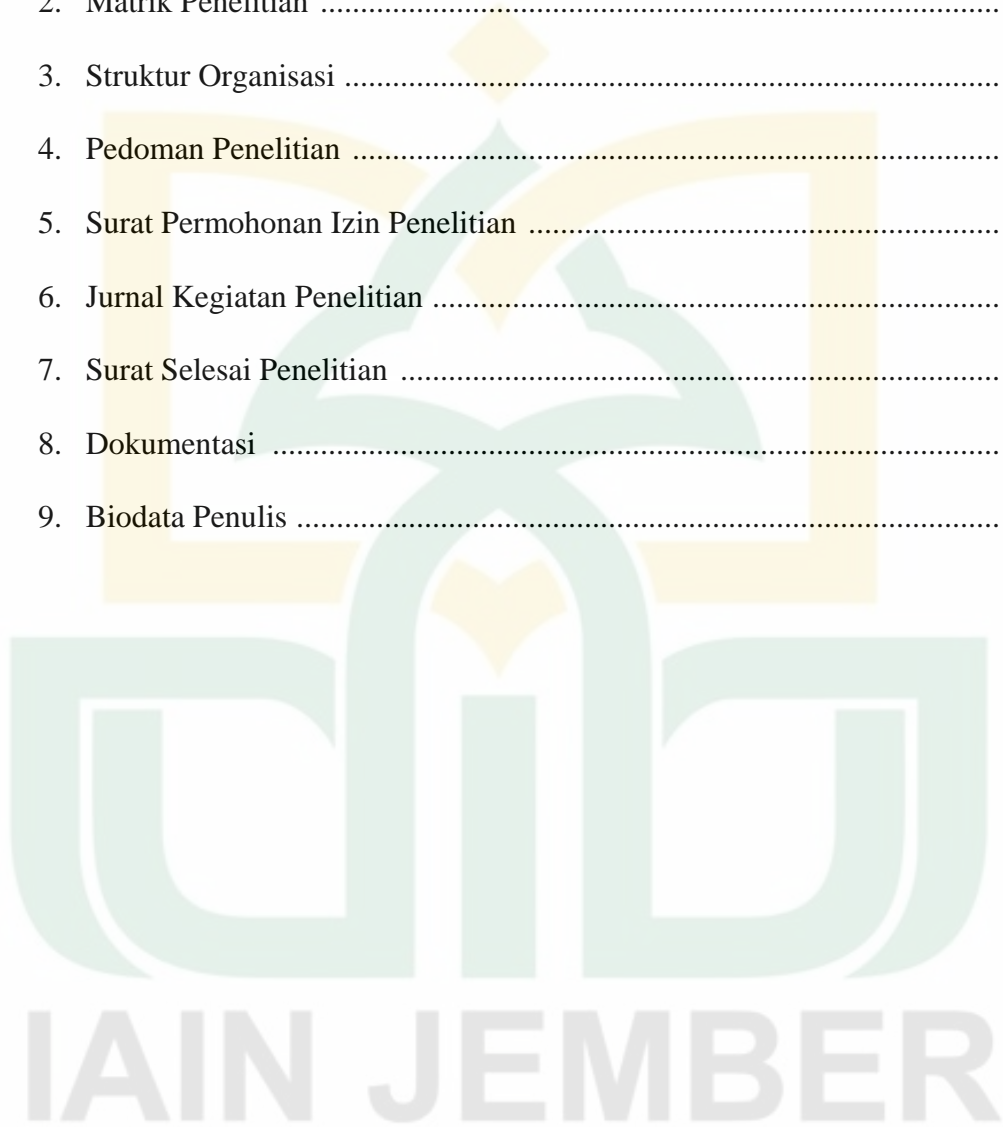 2. Matrik Penelitian ........................................................................................
3. Struktur Organisasi .....................................................................................
4. Pedoman Penelitian ....................................................................................
5. Surat Permohonan Izin Penelitian ..............................................................
6. Jurnal Kegiatan Penelitian ..........................................................................
7. Surat Selesai Penelitian ..............................................................................
8. Dokumentasi ..............................................................................................
9. Biodata Penulis ...........................................................................................
IAIN JEMBER